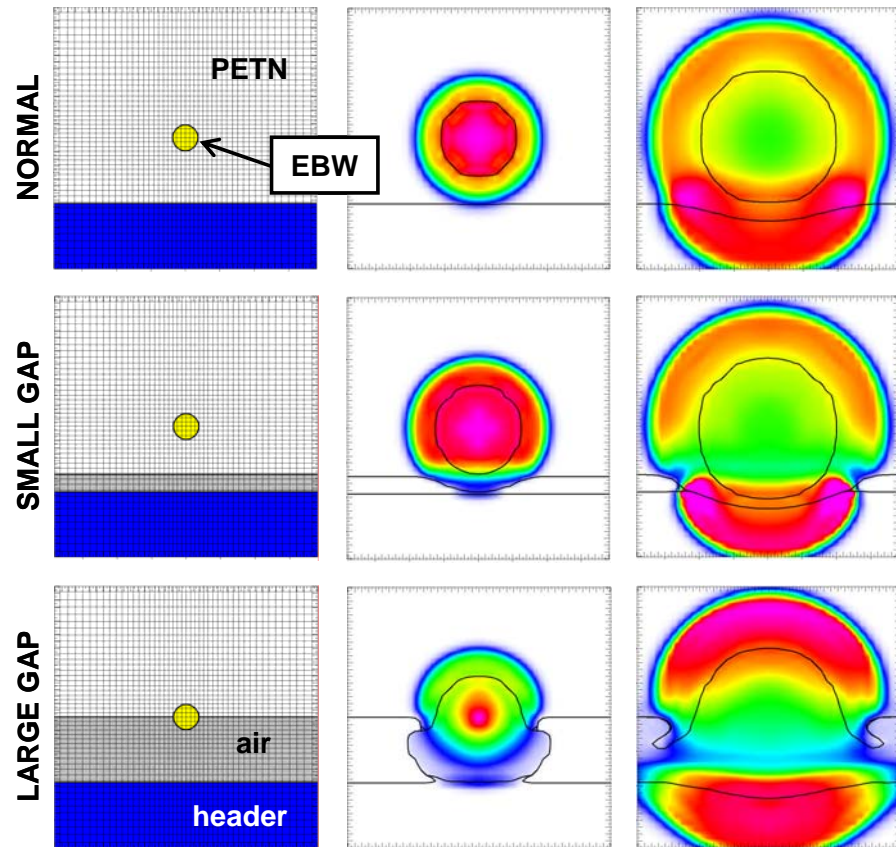 NORMAL
PETN
EBW
SMALL GAP
LARGE GAP
air
header